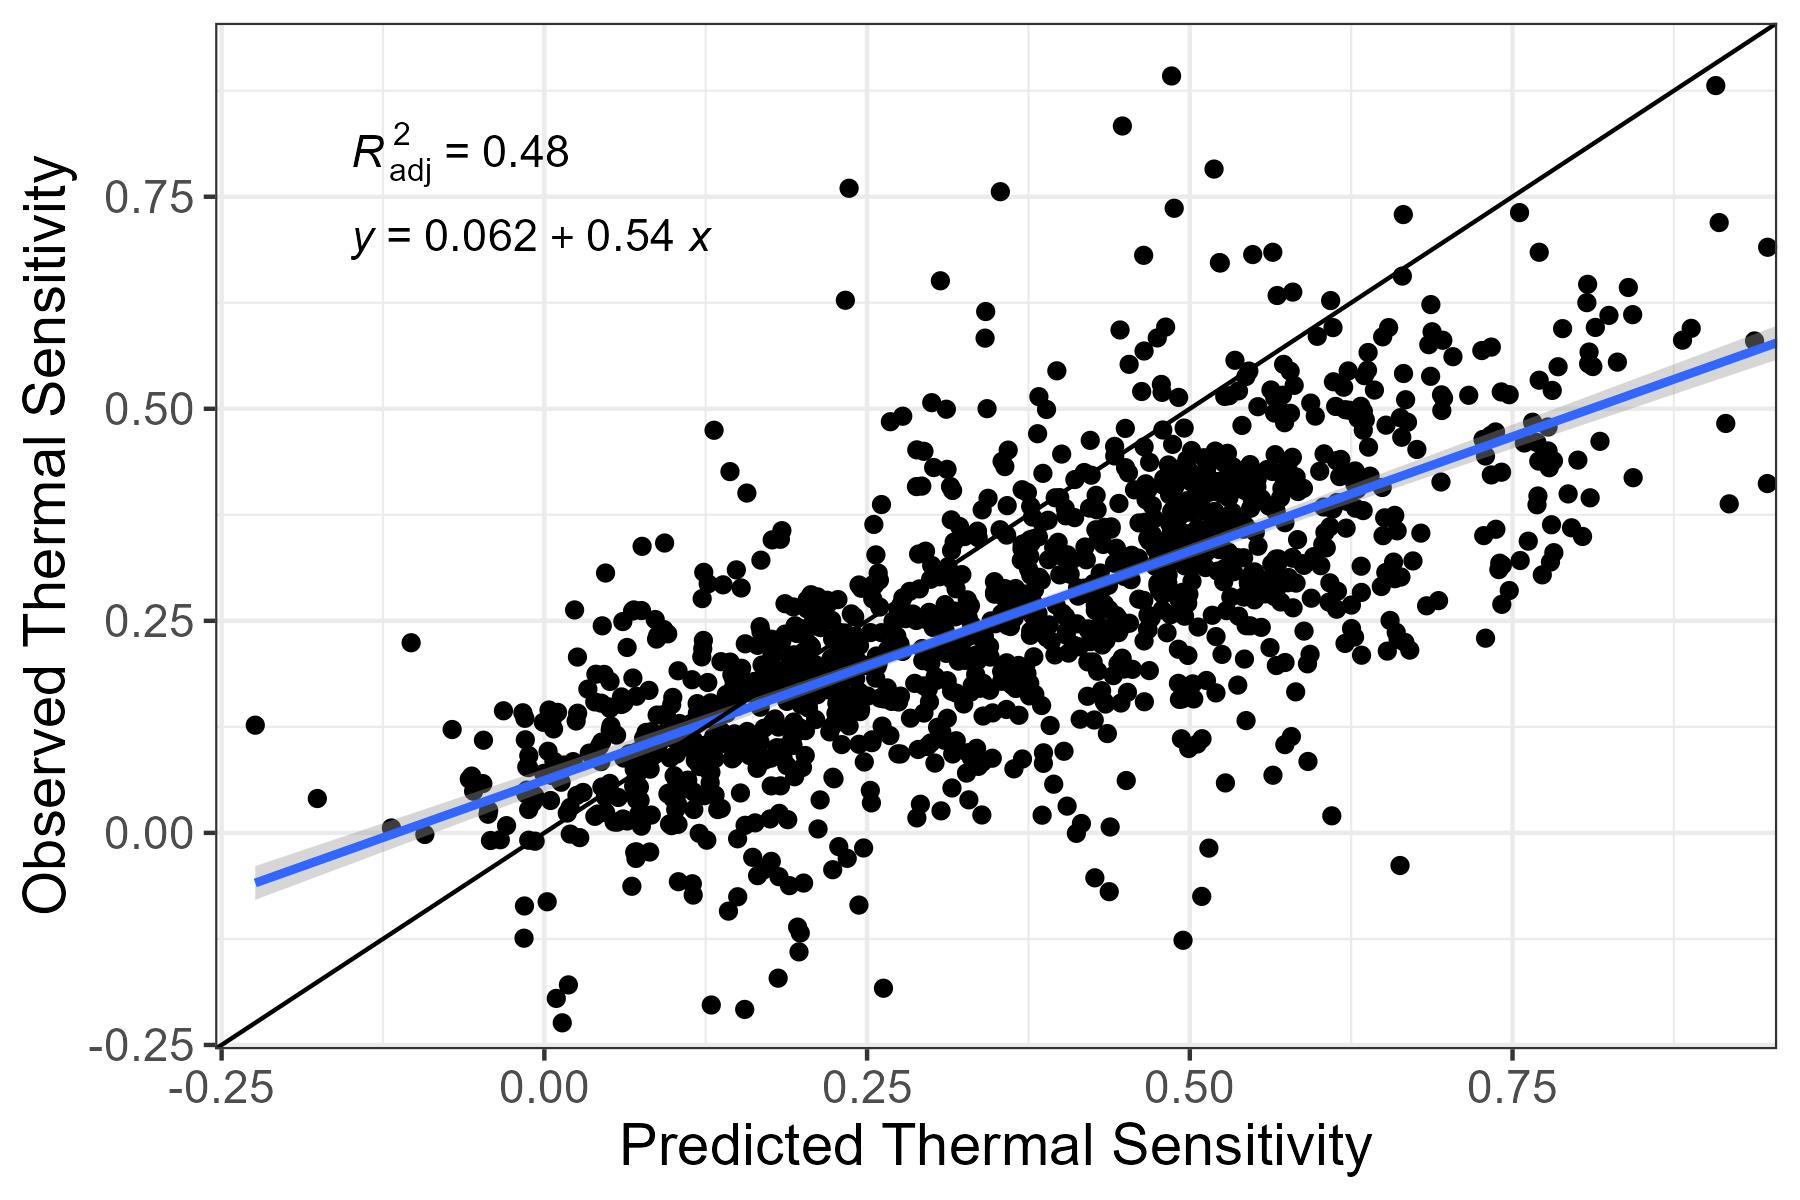 R²adj = 0.48
y = 0.062 + 0.54 x
Observed Thermal Sensitivity
0.75
0.50
0.25
0.00
-0.25
-0.25 0.00 0.25 0.50 0.75
Predicted Thermal Sensitivity